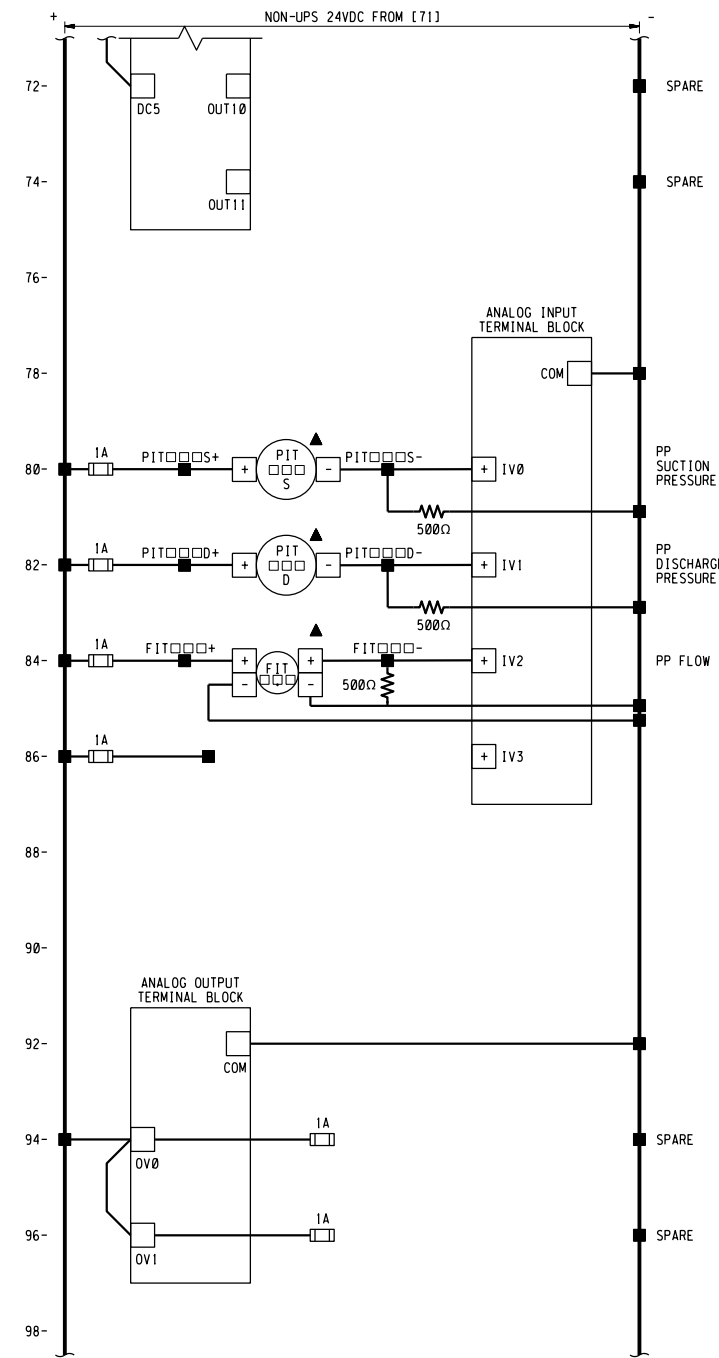 + NON-UPS 24VDC FROM [71] -
72- DC5 OUT10 SPARE
74- OUT11 SPARE
76-
ANALOG INPUT
TERMINAL BLOCK
78- COM
80- 1A PIT□□□S+ + PIT □□□ S - PIT□□□S- + IV0 PP SUCTION PRESSURE
500Ω
82- 1A PIT□□□D+ + PIT □□□ D - PIT□□□D- + IV1 PP DISCHARGE PRESSURE
500Ω
84- 1A FIT□□□+ + - FIT □□□ + - FIT□□□- + IV2 PP FLOW
500Ω
86- 1A + IV3
88-
90-
ANALOG OUTPUT
TERMINAL BLOCK
92- COM
94- OV0 1A SPARE
96- OV1 1A SPARE
98-